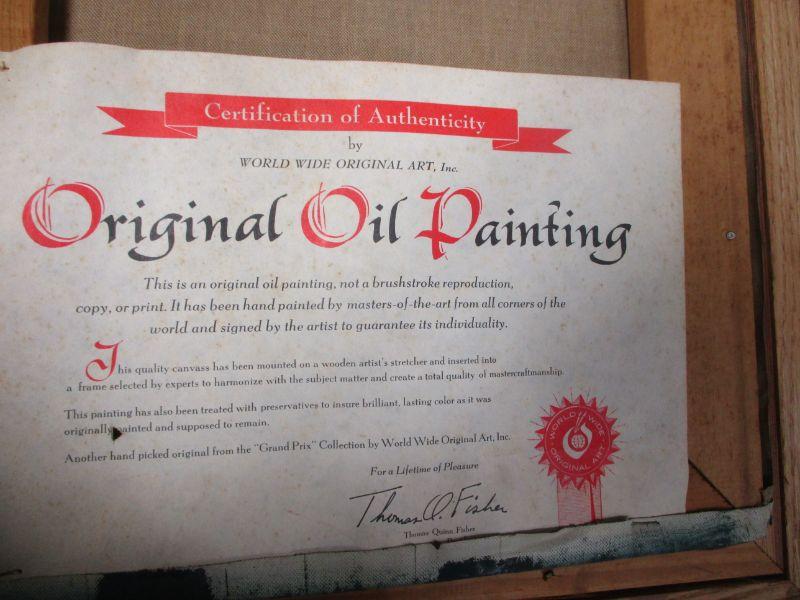 Certification of Authenticity
by
WORLD WIDE ORIGINAL ART, Inc.
Original Oil Painting
This is an original oil painting, not a brushstroke reproduction,
copy, or print. It has been hand painted by masters-of-the-art from all corners of the
world and signed by the artist to guarantee its individuality.
This quality canvass has been mounted on a wooden artist's stretcher and inserted into
a frame selected by experts to harmonize with the subject matter and create a total quality of mastercraftmanship.
This painting has also been treated with preservatives to insure brilliant, lasting color as it was
originally painted and supposed to remain.
Another hand picked original from the "Grand Prix" Collection by World Wide Original Art, Inc.
For a Lifetime of Pleasure
Thomas Q. Fisher
Thomas Quinn Fisher
WORLD WIDE
ORIGINAL ART